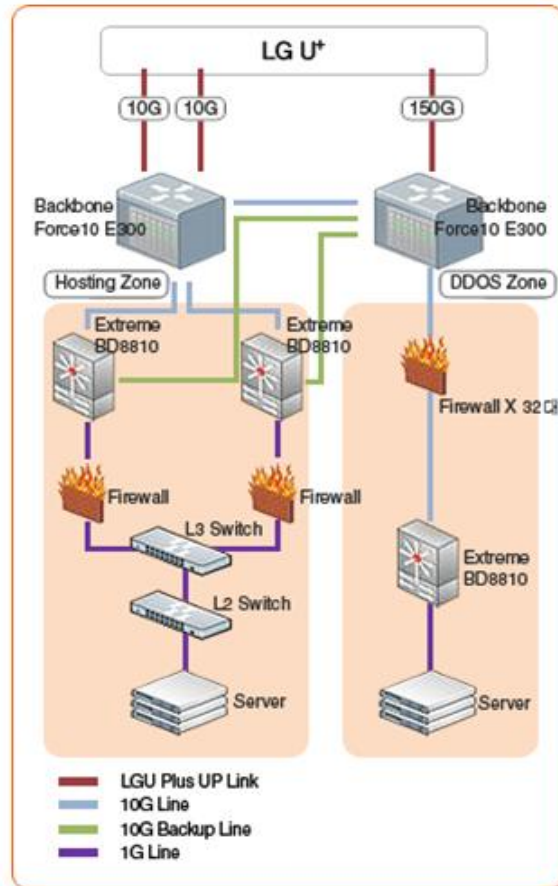 LG U+
10G
10G
150G
Backbone
Force10 E300
Backbone
Force10 E300
Hosting Zone
DDOS Zone
Extreme
BD8810
Extreme
BD8810
Firewall X 32
Firewall
Firewall
L3 Switch
Extreme
BD8810
L2 Switch
Server
Server
LGU Plus UP Link
10G Line
10G Backup Line
1G Line